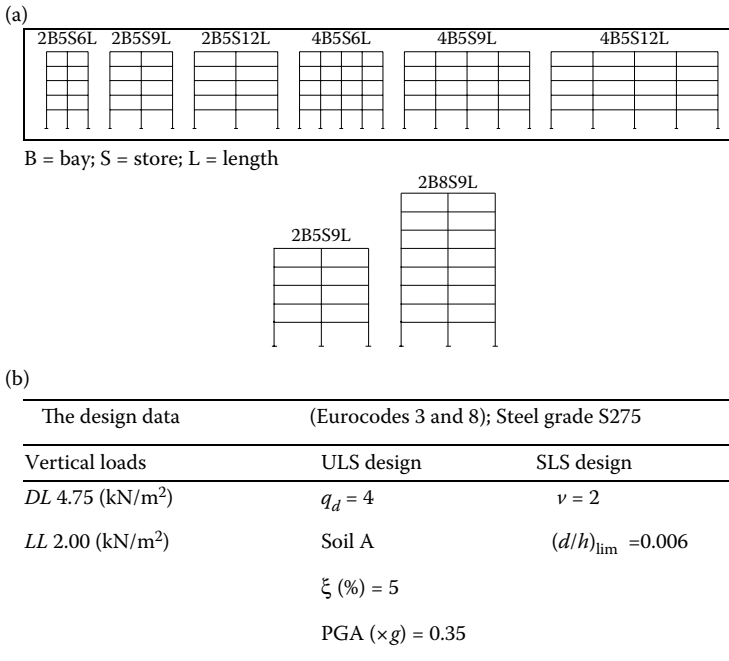 (a)
2B5S6L 2B5S9L 2B5S12L 4B5S6L 4B5S9L 4B5S12L
B = bay; S = store; L = length
2B8S9L
2B5S9L
(b)
The design data (Eurocodes 3 and 8); Steel grade S275
Vertical loads ULS design SLS design
DL 4.75 (kN/m²) q_d = 4 ν = 2
LL 2.00 (kN/m²) Soil A (d/h)_lim =0.006
ξ (%) = 5
PGA (×g) = 0.35